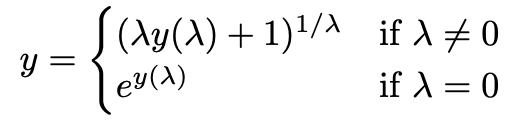 y = { (λy(λ) + 1)^{1/λ} if λ ≠ 0
e^{y(λ)} if λ = 0